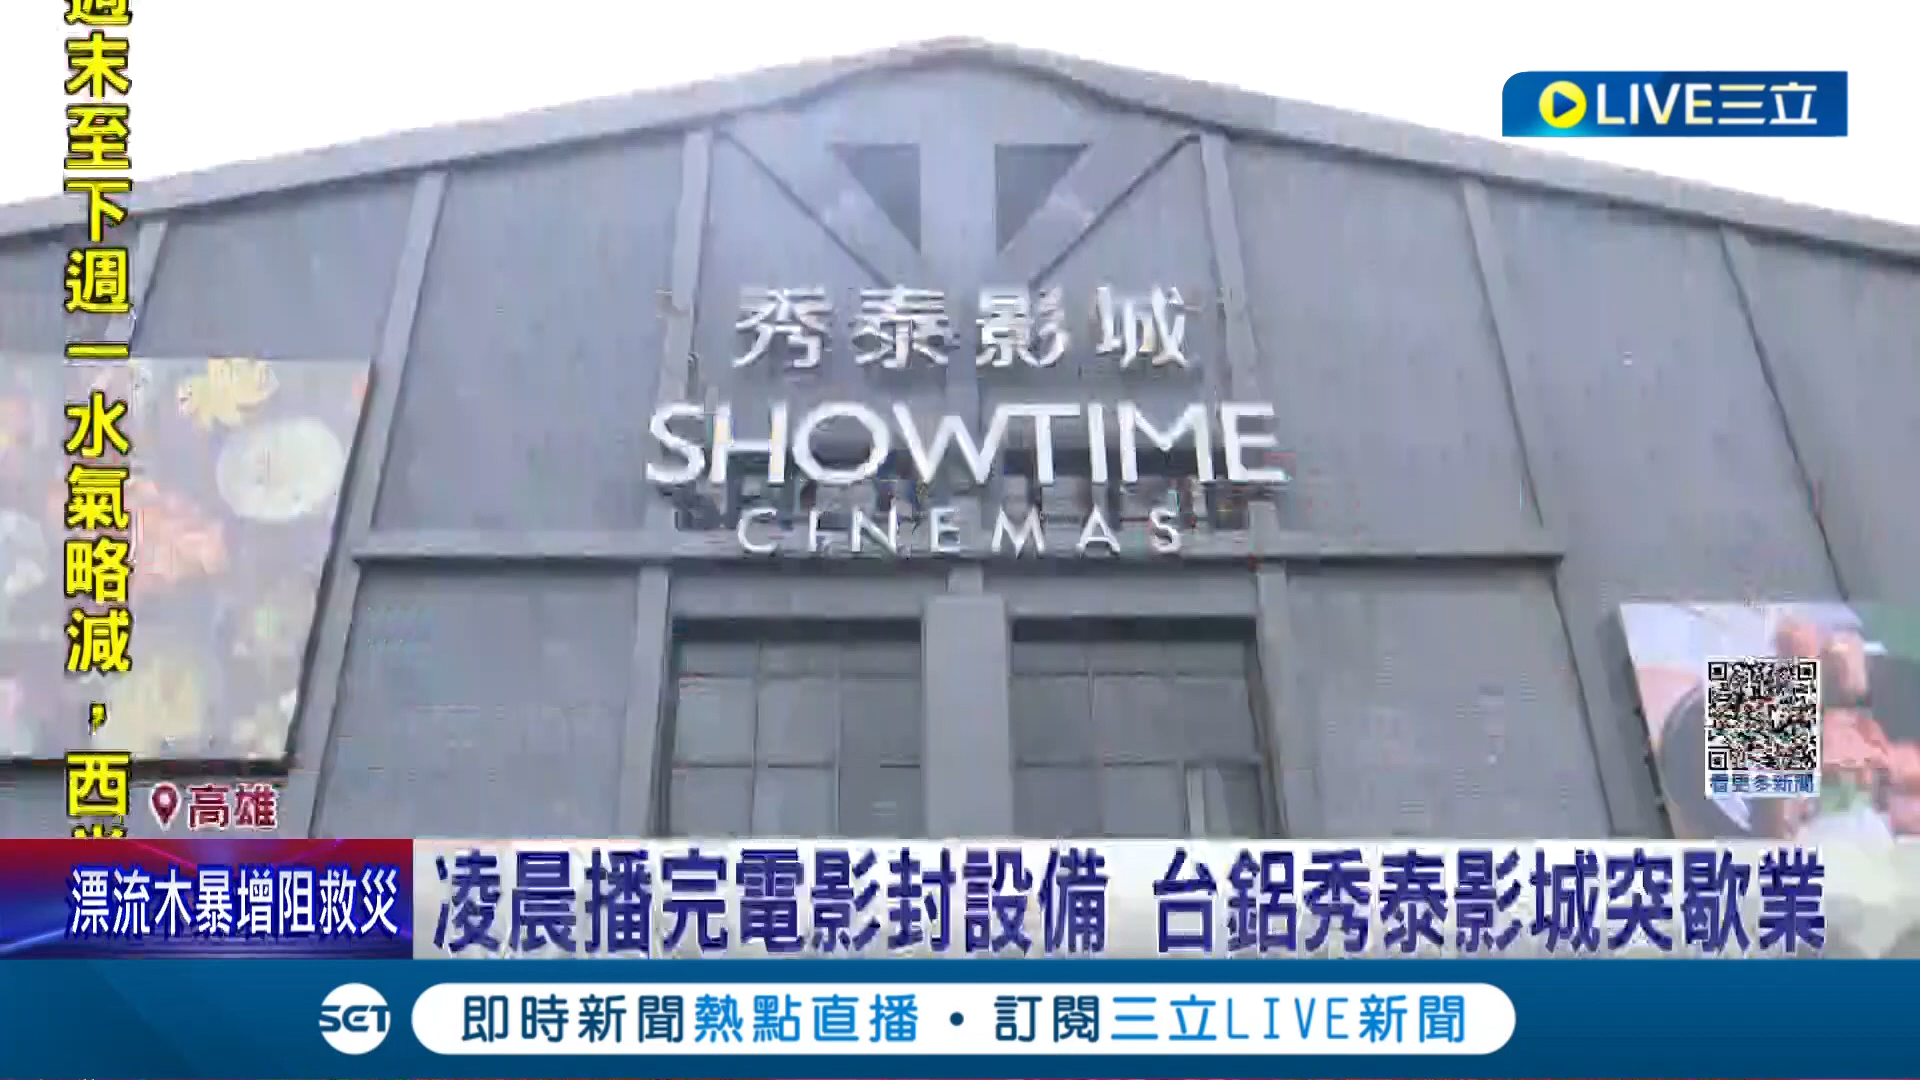 週末至下週一水氣略減，西
LIVE三立
秀泰影城
SHOWTIME
CINEMAS
看更多新聞
高雄
漂流木暴增阻救災
凌晨播完電影封設備 台鋁秀泰影城突歇業
SET
即時新聞熱點直播・訂閱三立LIVE新聞